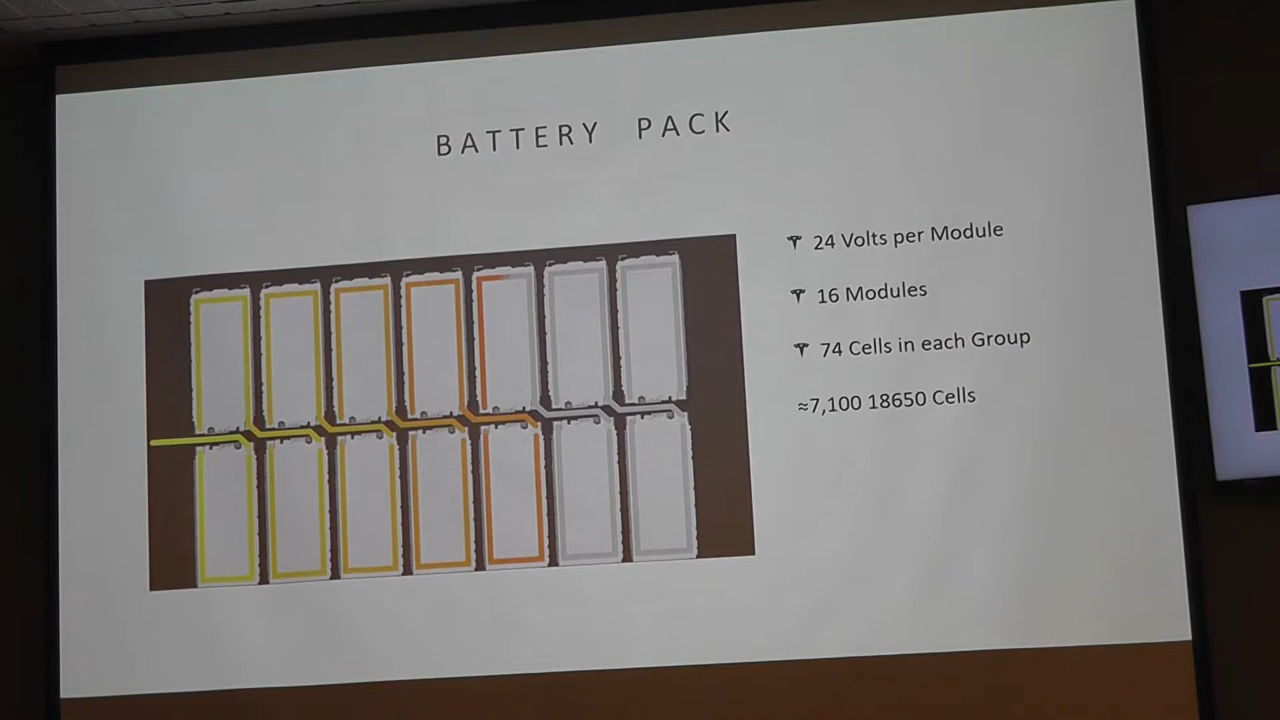 BATTERY PACK
24 Volts per Module
16 Modules
74 Cells in each Group
≈7,100 18650 Cells